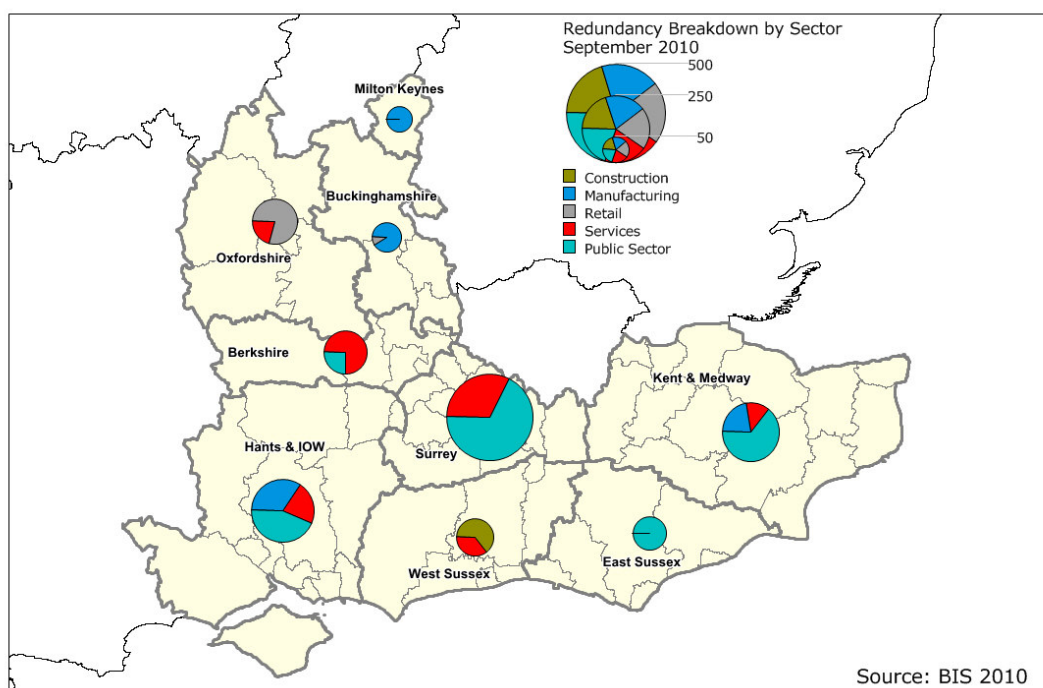 Redundancy Breakdown by Sector
September 2010
500
250
50
Construction
Manufacturing
Retail
Services
Public Sector
Milton Keynes
Buckinghamshire
Oxfordshire
Berkshire
Kent & Medway
Hants & IOW
Surrey
West Sussex
East Sussex
Source: BIS 2010